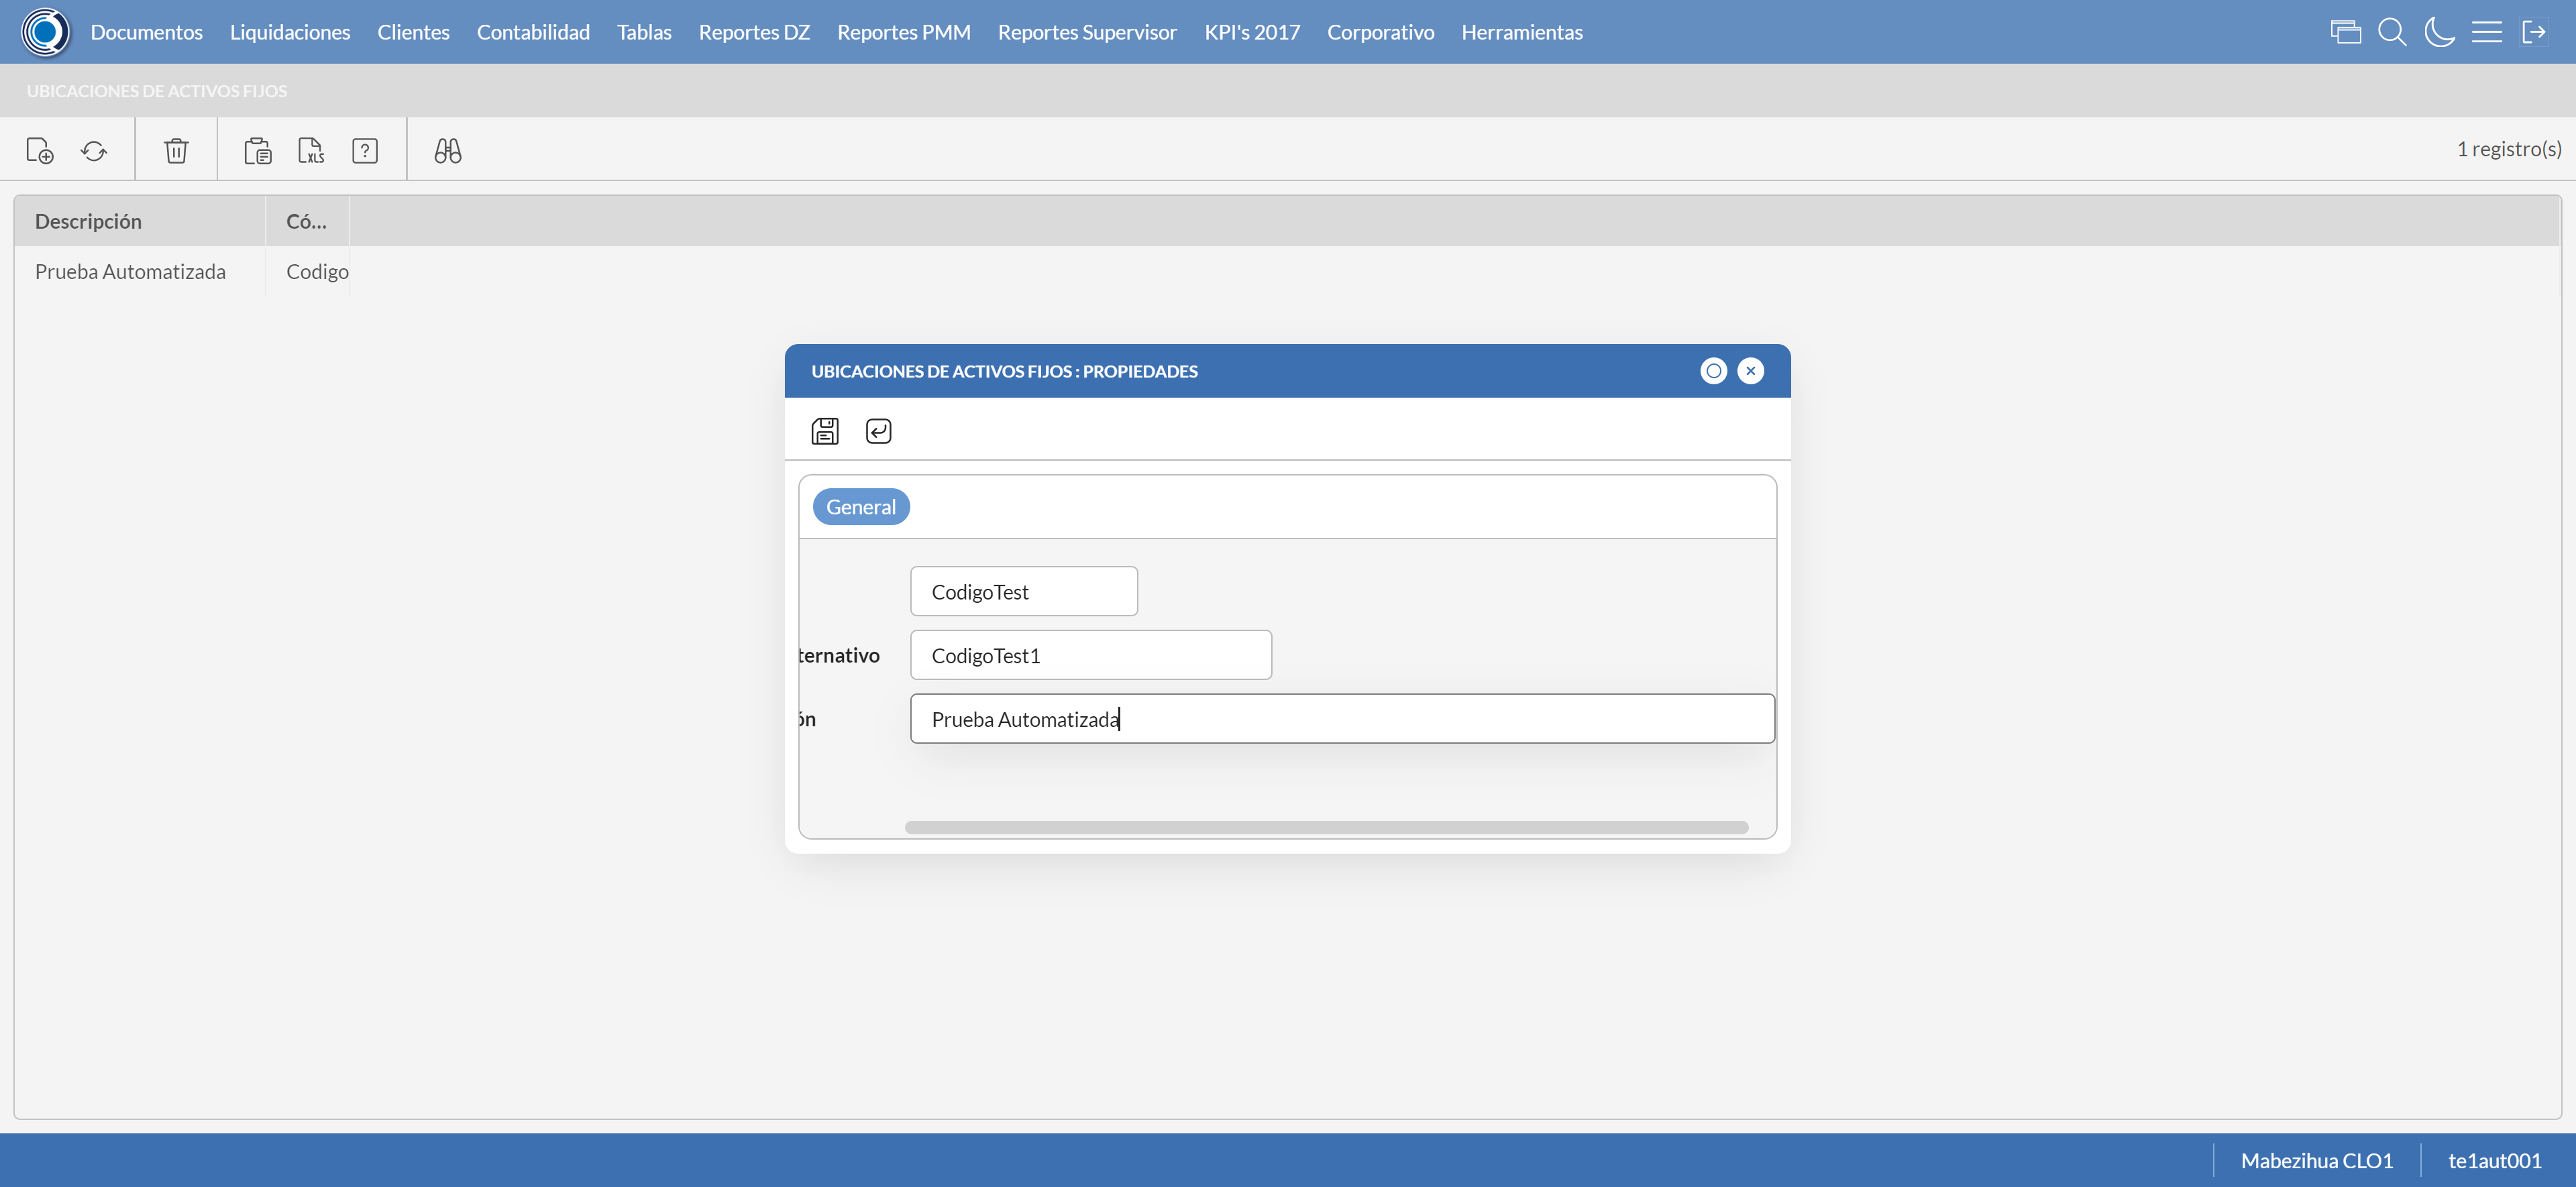 Documentos Liquidaciones Clientes Contabilidad Tablas Reportes DZ Reportes PMM Reportes Supervisor KPI's 2017 Corporativo Herramientas
UBICACIONES DE ACTIVOS FIJOS
XLS ? 1 registro(s)
Descripción Có...
Prueba Automatizada Codigo
UBICACIONES DE ACTIVOS FIJOS : PROPIEDADES
General
CodigoTest
ternativo CodigoTest1
ón Prueba Automatizada
Mabezihua CLO1 te1aut001